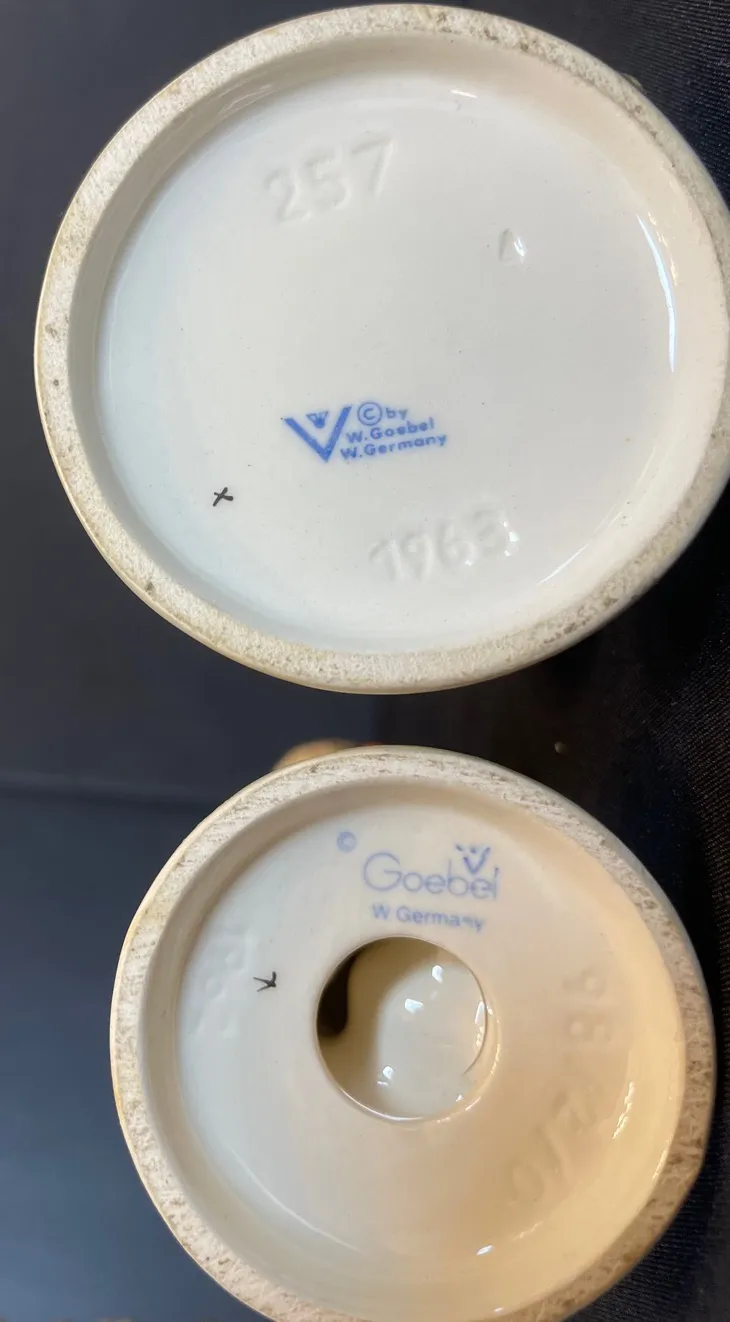 257
© by
W. Goebel
W. Germany
1963
©
Goebel
W Germany